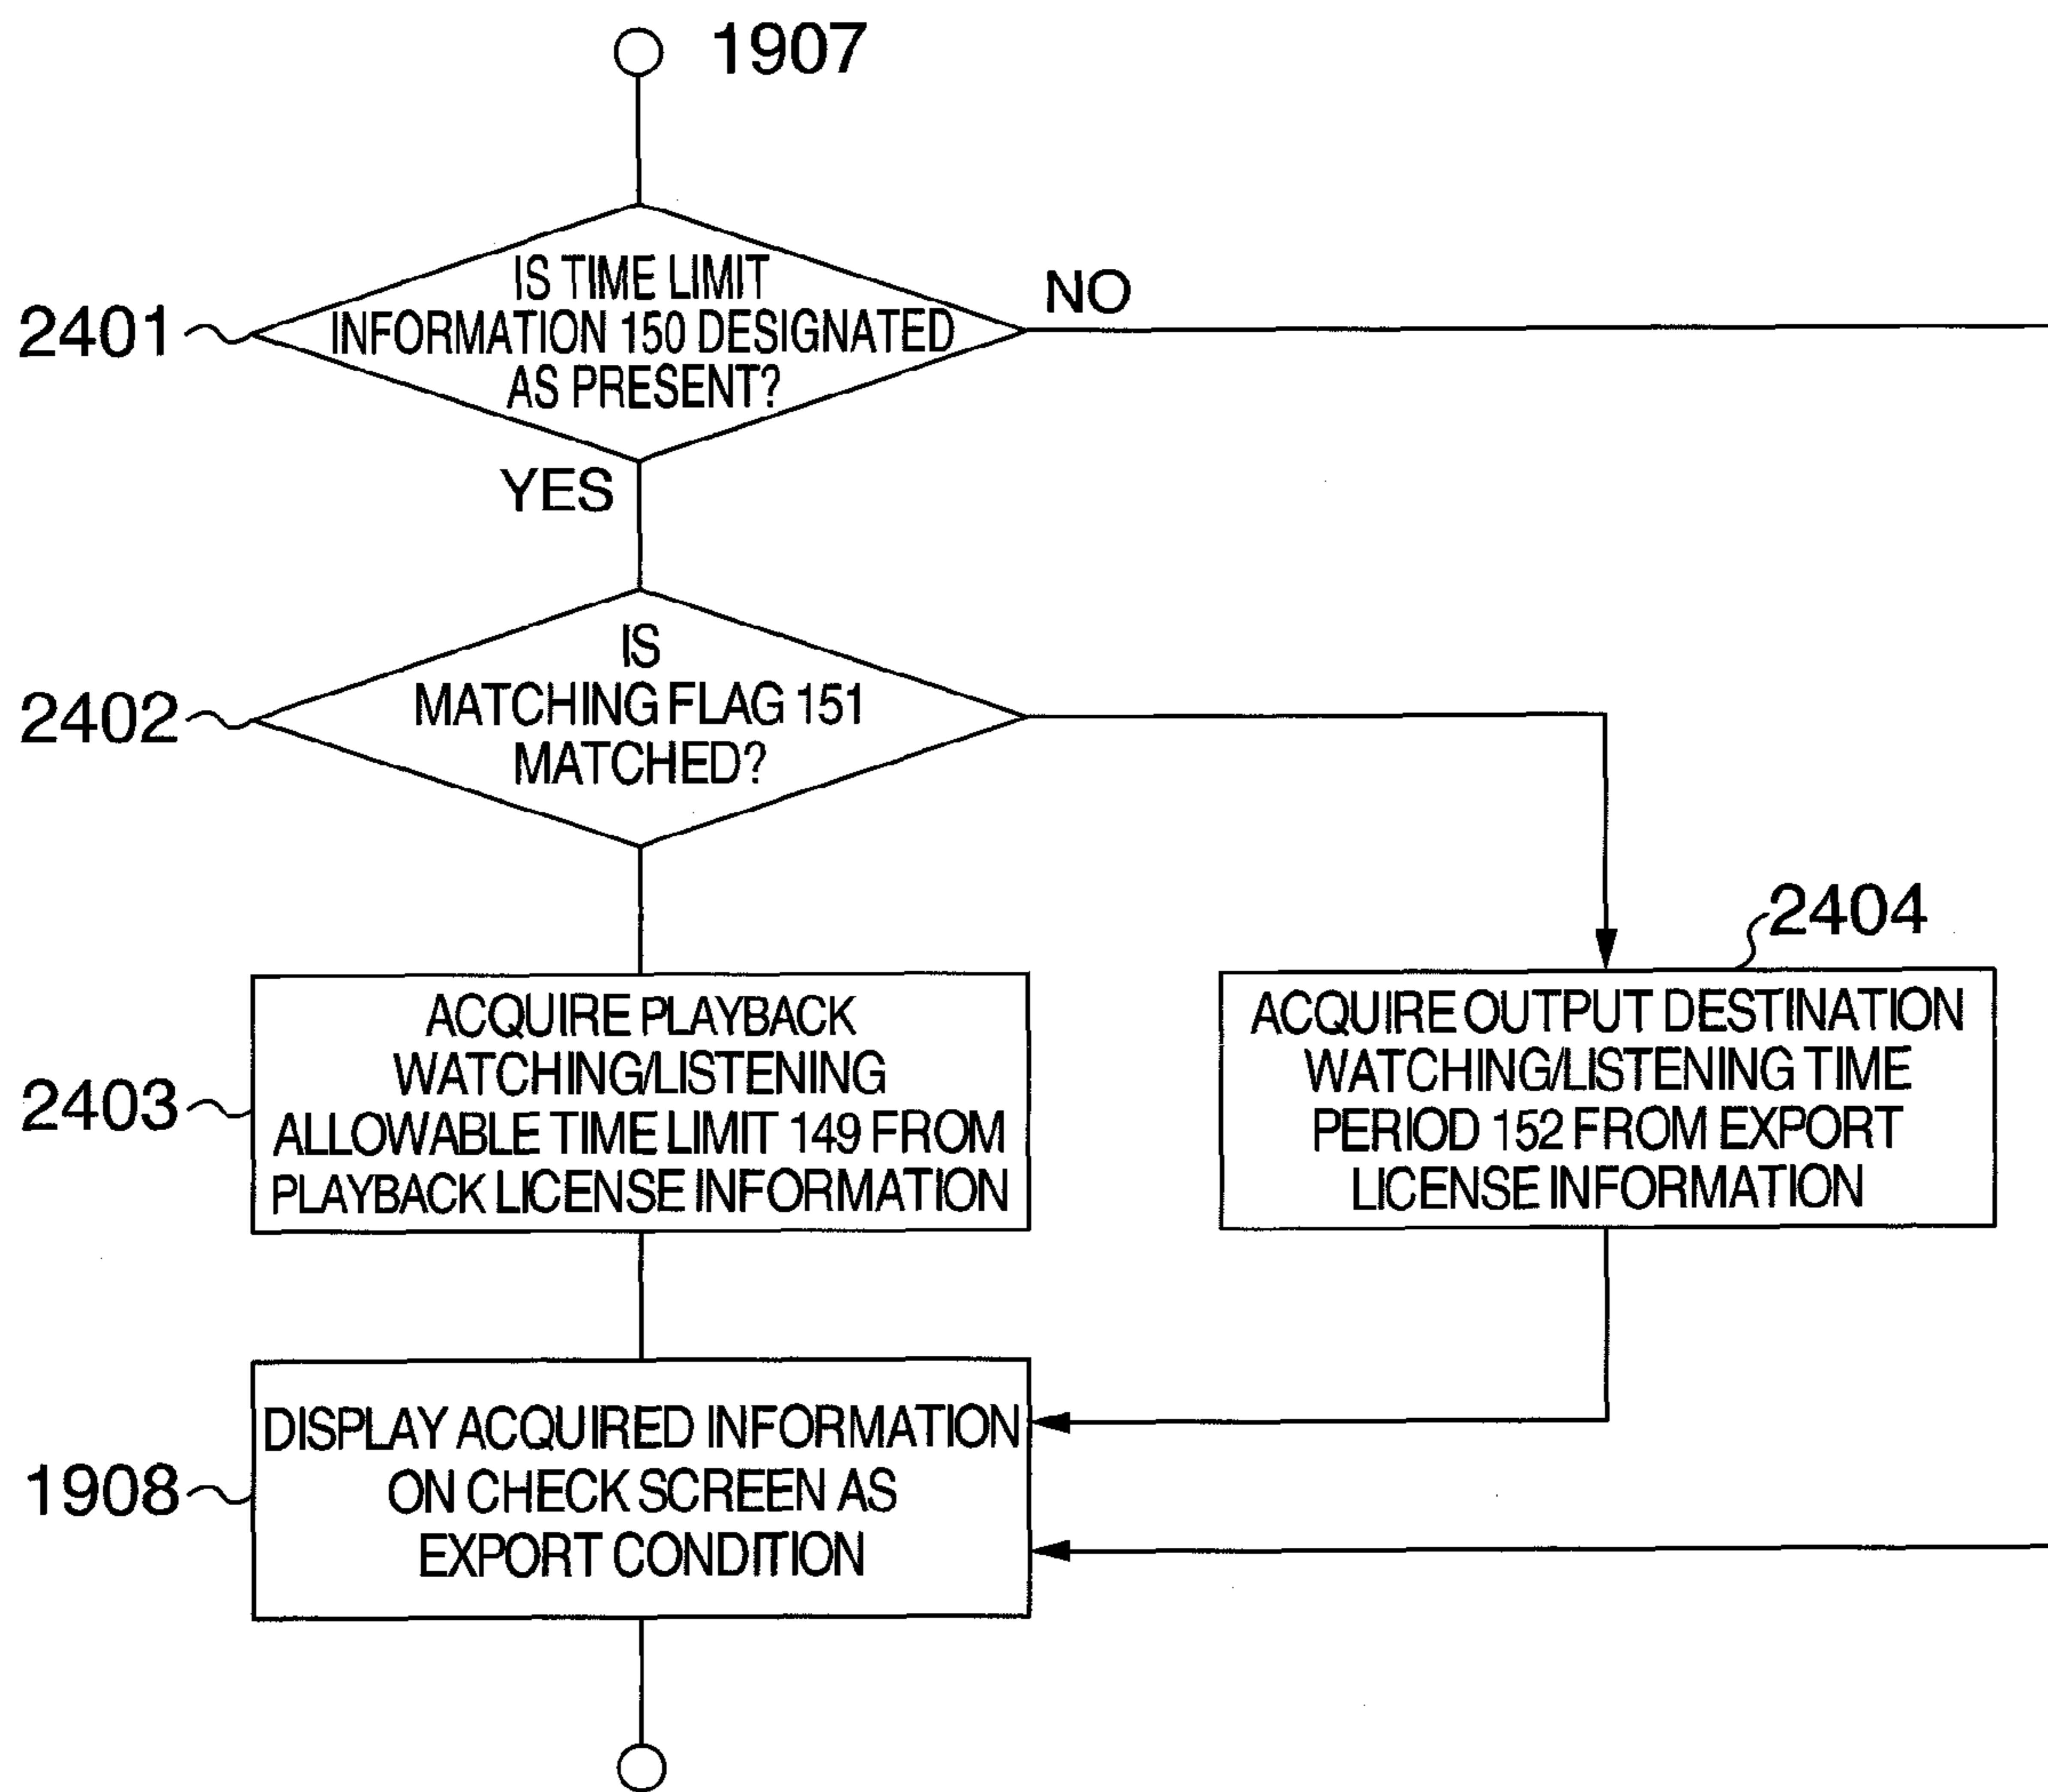 1907
IS TIME LIMIT
INFORMATION 150 DESIGNATED
AS PRESENT?
NO
2401
YES
IS
MATCHING FLAG 151
MATCHED?
2402
2404
ACQUIRE PLAYBACK
WATCHING/LISTENING
ALLOWABLE TIME LIMIT 149 FROM
PLAYBACK LICENSE INFORMATION
2403
ACQUIRE OUTPUT DESTINATION
WATCHING/LISTENING TIME
PERIOD 152 FROM EXPORT
LICENSE INFORMATION
DISPLAY ACQUIRED INFORMATION
ON CHECK SCREEN AS
EXPORT CONDITION
1908